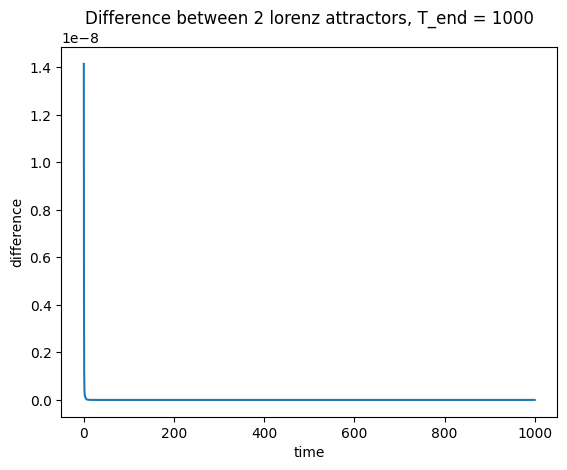 Difference between 2 lorenz attractors, T_end = 1000
1e−8
1.4
1.2
1.0
0.8
0.6
0.4
0.2
0.0
difference
0 200 400 600 800 1000
time